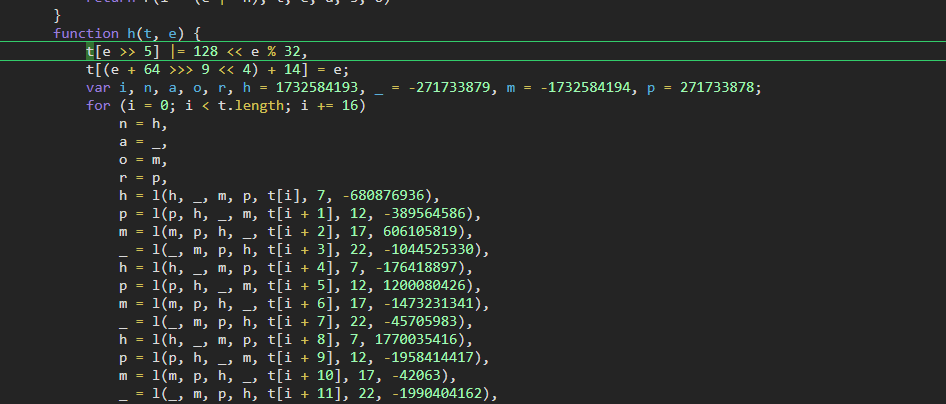 }
function h(t, e) {
t[e >> 5] |= 128 << e % 32,
t[(e + 64 >>> 9 << 4) + 14] = e;
var i, n, a, o, r, h = 1732584193, _ = -271733879, m = -1732584194, p = 271733878;
for (i = 0; i < t.length; i += 16)
n = h,
a = _,
o = m,
r = p,
h = l(h, _, m, p, t[i], 7, -680876936),
p = l(p, h, _, m, t[i + 1], 12, -389564586),
m = l(m, p, h, _, t[i + 2], 17, 606105819),
_ = l(_, m, p, h, t[i + 3], 22, -1044525330),
h = l(h, _, m, p, t[i + 4], 7, -176418897),
p = l(p, h, _, m, t[i + 5], 12, 1200080426),
m = l(m, p, h, _, t[i + 6], 17, -1473231341),
_ = l(_, m, p, h, t[i + 7], 22, -45705983),
h = l(h, _, m, p, t[i + 8], 7, 1770035416),
p = l(p, h, _, m, t[i + 9], 12, -1958414417),
m = l(m, p, h, _, t[i + 10], 17, -42063),
_ = l(_, m, p, h, t[i + 11], 22, -1990404162),